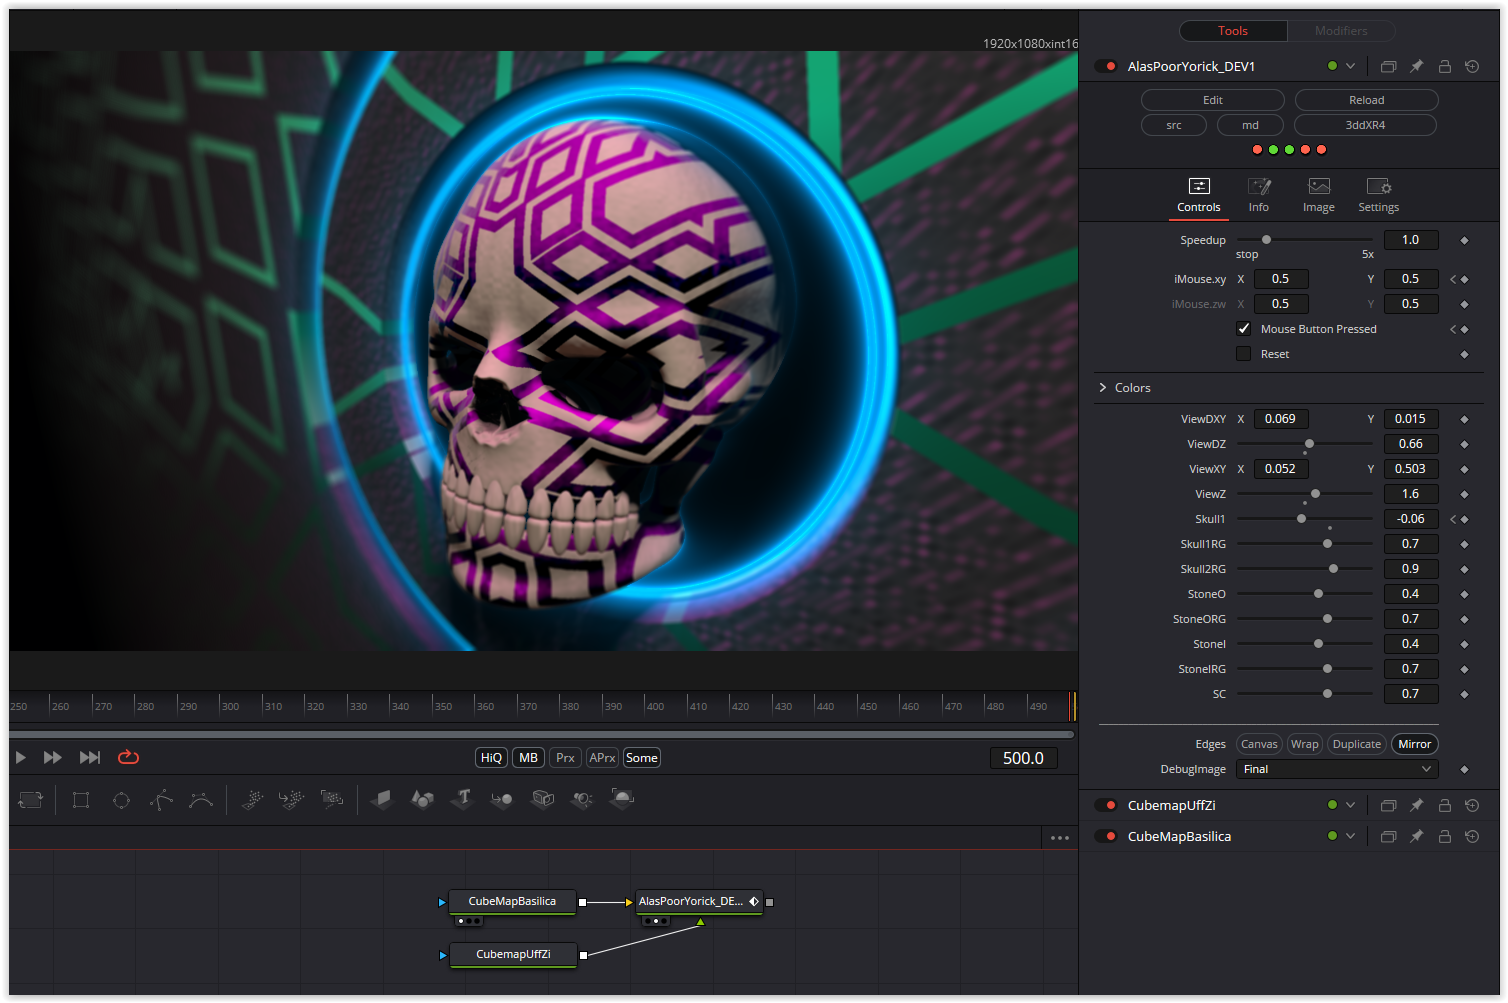 Tools Modifiers
1920x1080xint16
AlasPoorYorick_DEV1
Edit Reload
src md 3ddXR4
Controls Info Image Settings
Speedup 1.0
stop 5x
iMouse.xy X 0.5 Y 0.5
iMouse.zw X 0.5 Y 0.5
Mouse Button Pressed
Reset
Colors
ViewDXY X 0.069 Y 0.015
ViewDZ 0.66
ViewXY X 0.052 Y 0.503
ViewZ 1.6
Skull1 -0.06
Skull1RG 0.7
Skull2RG 0.9
StoneO 0.4
StoneORG 0.7
StoneI 0.4
StoneIRG 0.7
SC 0.7
Edges Canvas Wrap Duplicate Mirror
DebugImage Final
CubemapUffZi
CubeMapBasilica
250 260 270 280 290 300 310 320 330 340 350 360 370 380 390 400 410 420 430 440 450 460 470 480 490
HiQ MB Prx APrx Some 500.0
CubeMapBasilica AlasPoorYorick_DE...
CubemapUffZi